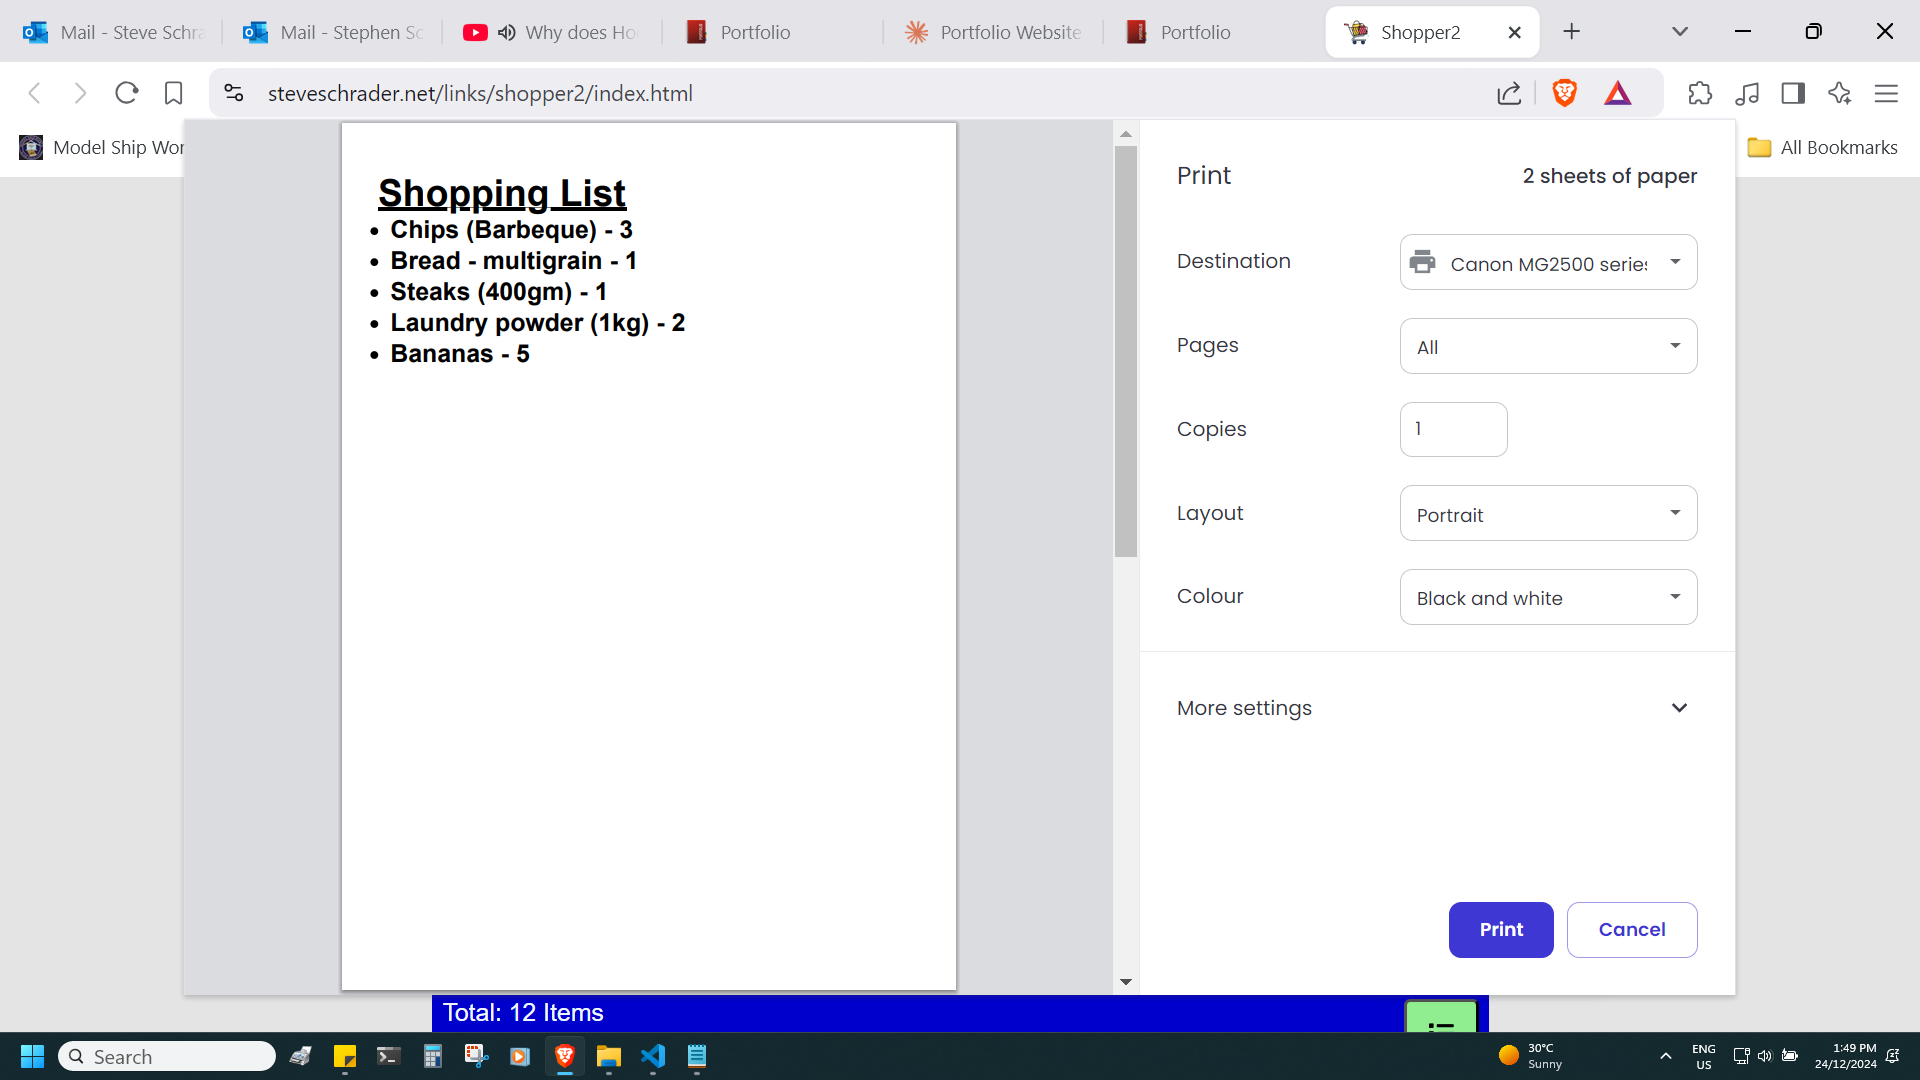 Mail - Steve Schra
Mail - Stephen Sc
Why does Ho
Portfolio
Portfolio Website
Portfolio
Shopper2
steveschrader.net/links/shopper2/index.html
Model Ship Wor
All Bookmarks
Shopping List
• Chips (Barbeque) - 3
• Bread - multigrain - 1
• Steaks (400gm) - 1
• Laundry powder (1kg) - 2
• Bananas - 5
Print
2 sheets of paper
Destination
Canon MG2500 series
Pages
All
Copies
1
Layout
Portrait
Colour
Black and white
More settings
Print
Cancel
Total: 12 Items
Search
30°C
Sunny
ENG
US
1:49 PM
24/12/2024